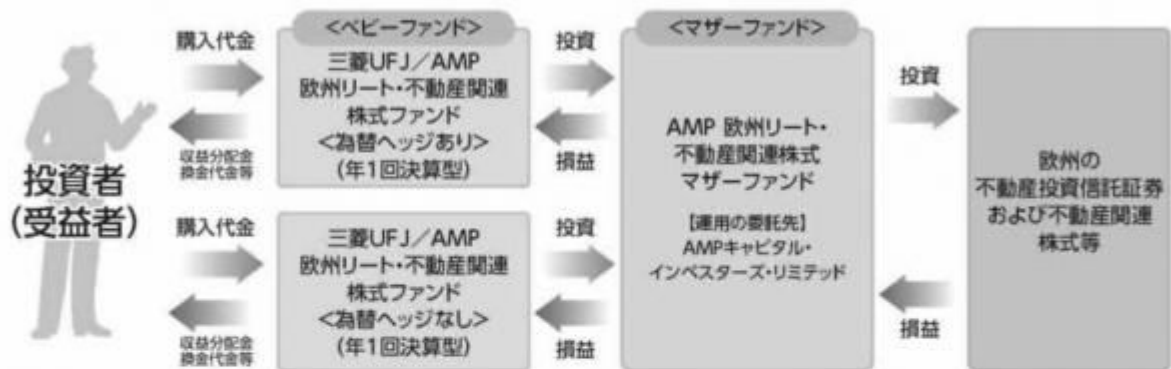 投資者
(受益者)
購入代金
収益分配金
換金代金等
<ベビーファンド>
三菱UFJ/AMP
欧州リート・不動産関連
株式ファンド
<為替ヘッジあり>
(年1回決算型)
投資
損益
購入代金
収益分配金
換金代金等
三菱UFJ/AMP
欧州リート・不動産関連
株式ファンド
<為替ヘッジなし>
(年1回決算型)
投資
損益
<マザーファンド>
AMP 欧州リート・
不動産関連株式
マザーファンド
【運用の委託先】
AMPキャピタル・
インベスターズ・リミテッド
投資
損益
欧州の
不動産投資信託証券
および不動産関連
株式等